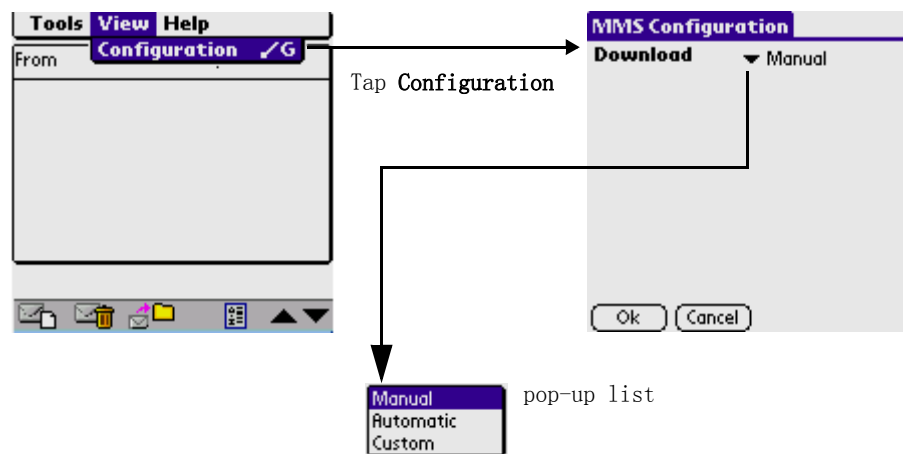 Tools View Help
Configuration ✓G
From
Tap Configuration
MMS Configuration
Download Manual
Ok Cancel
Manual
Automatic
Custom
pop-up list